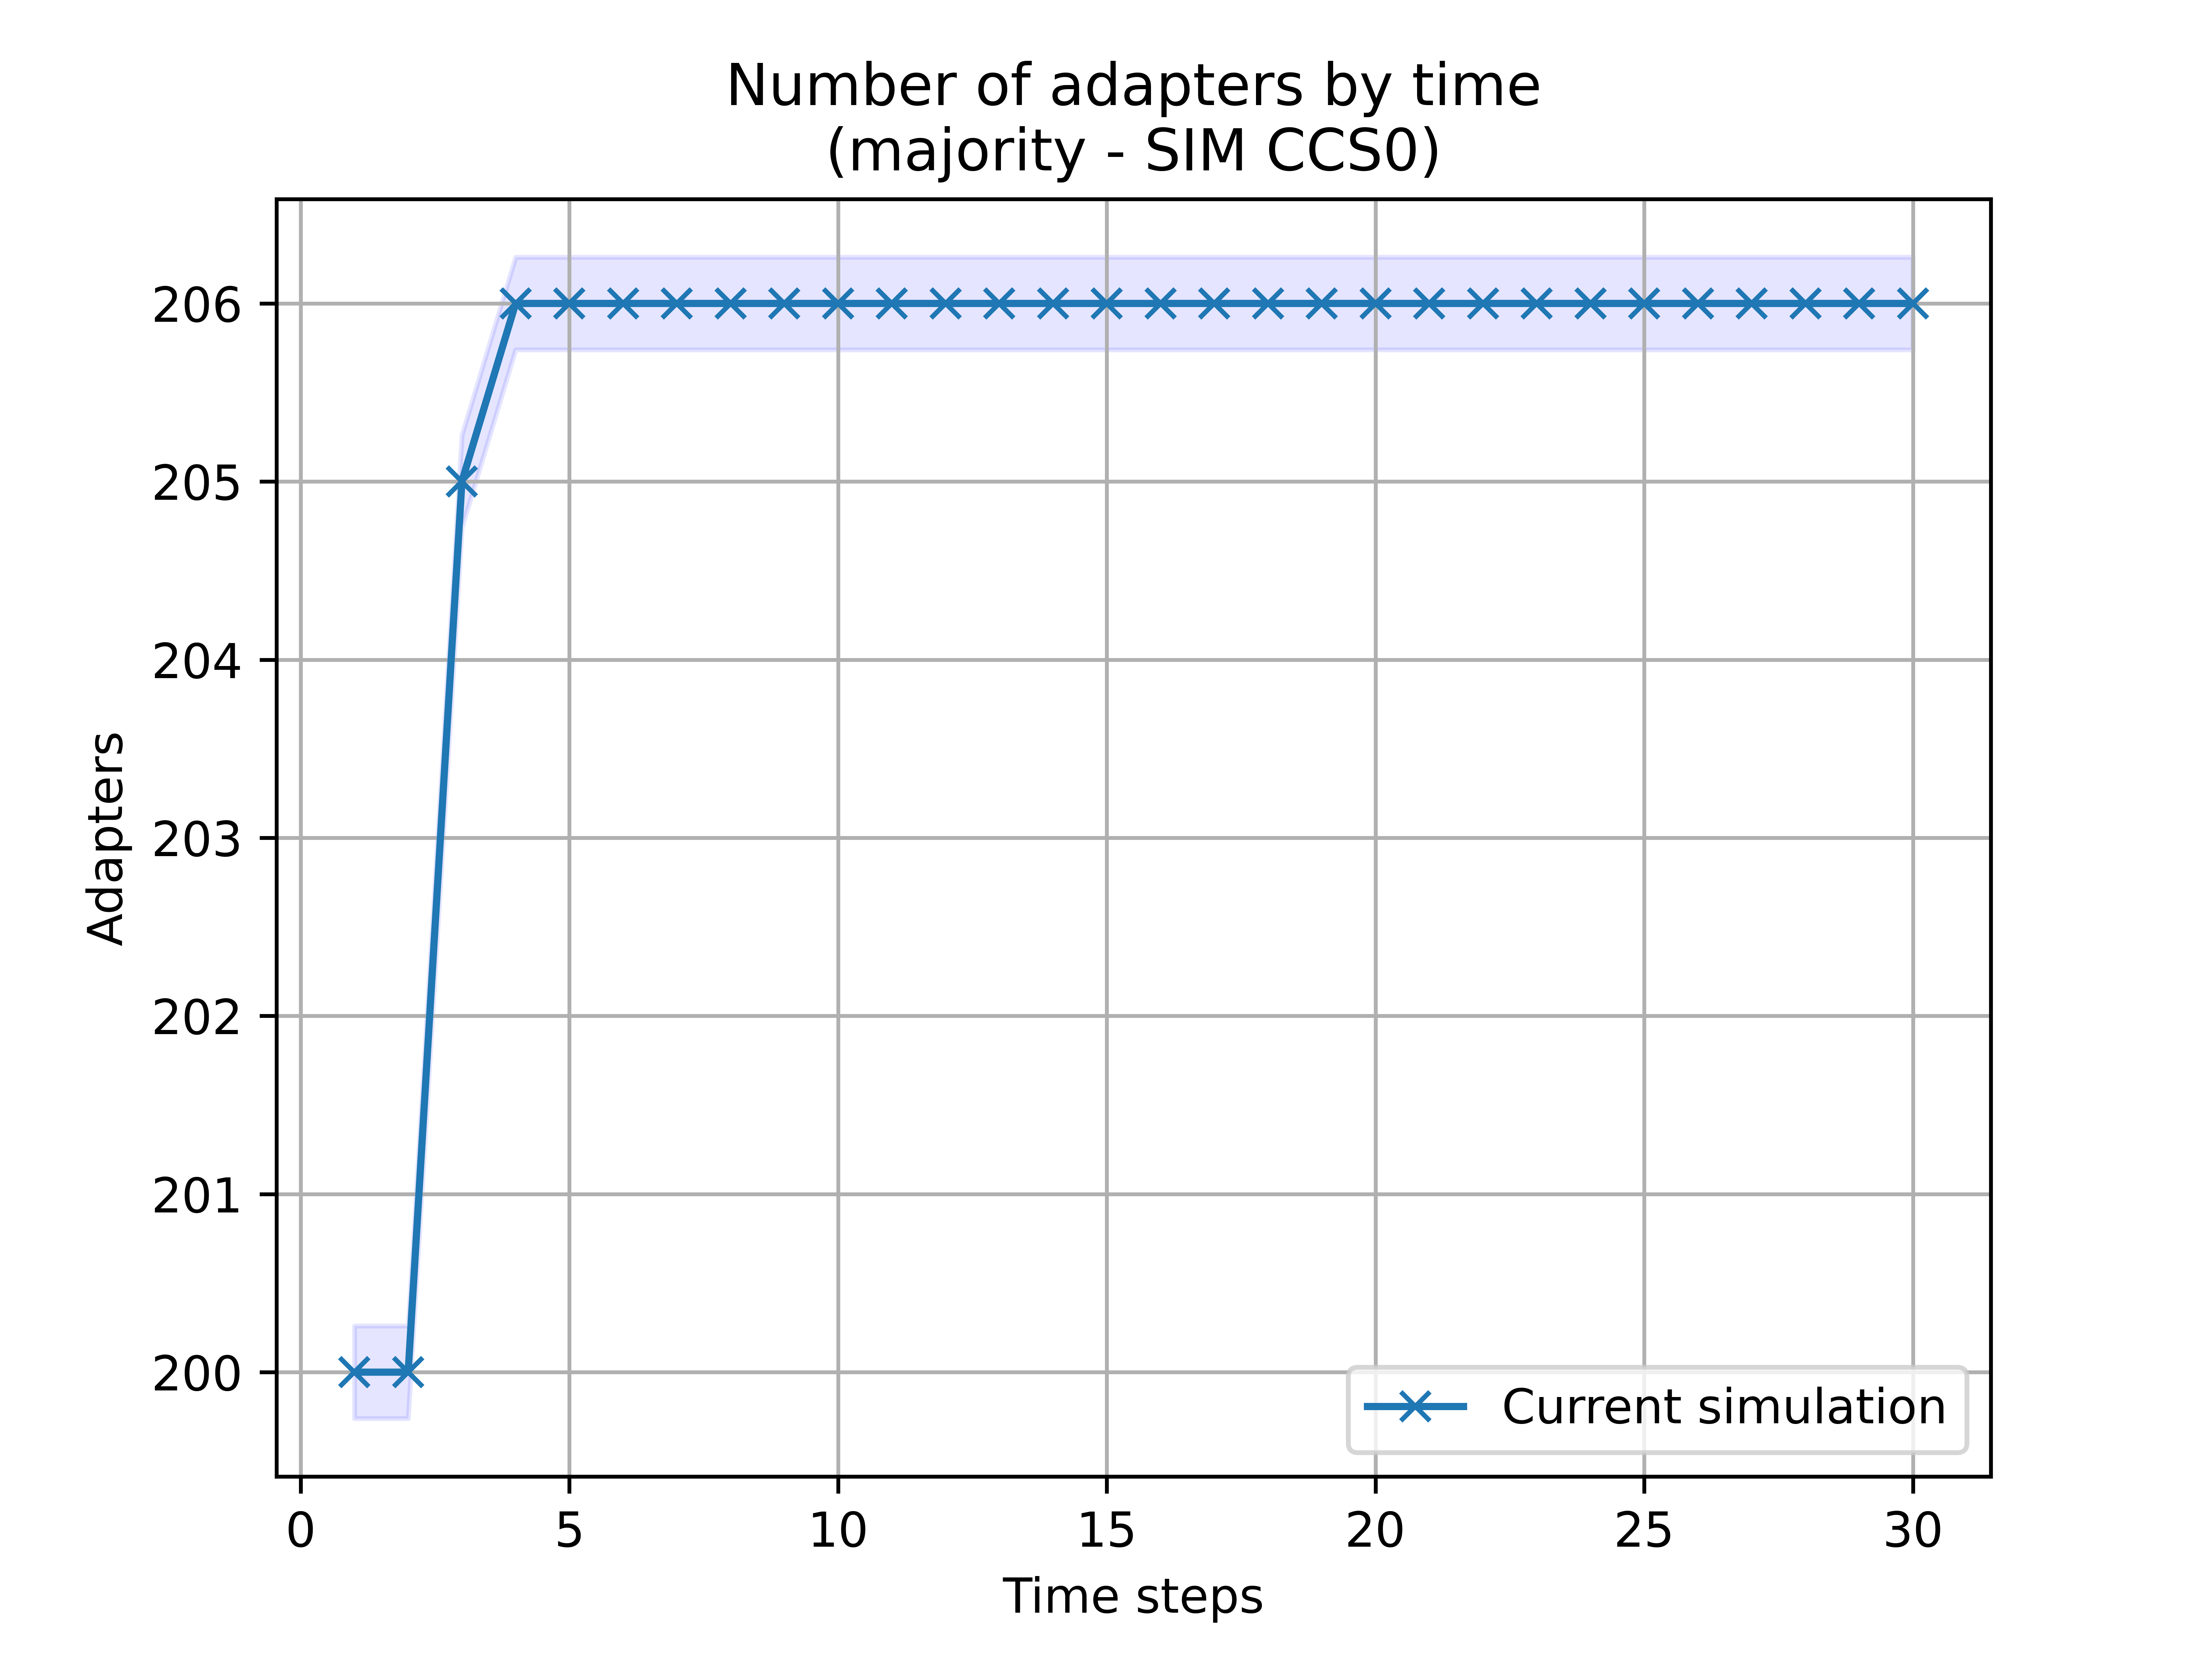 Number of adapters by time
(majority - SIM CCS0)
206
205
204
203
202
201
200
Adapters
Current simulation
0 5 10 15 20 25 30
Time steps